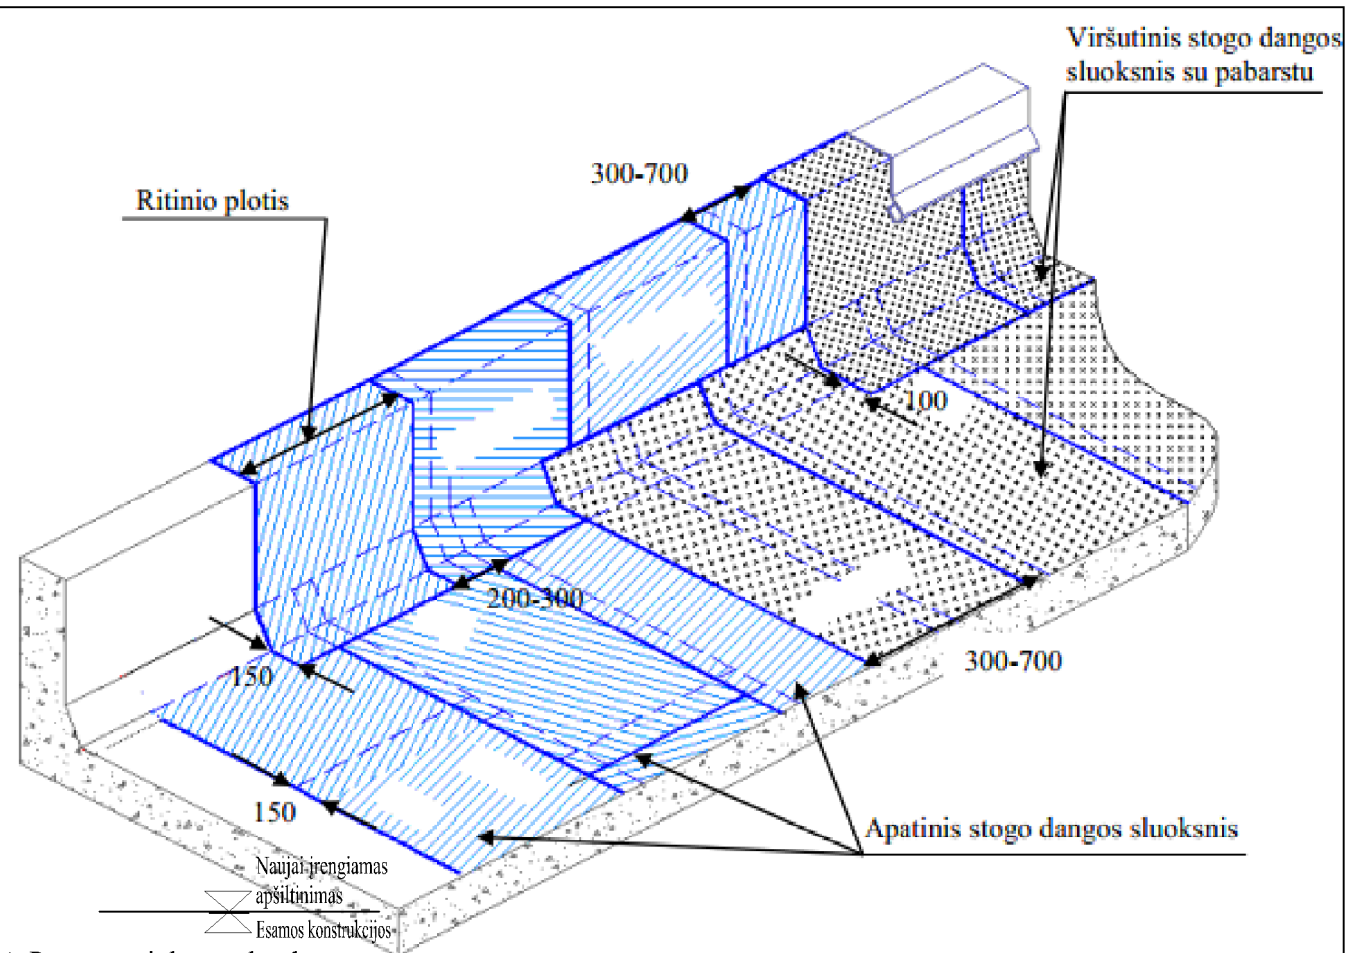 Viršutinis stogo dangos
sluoksnis su pabarstu
300-700
Ritinio plotis
100
200-300
150
300-700
150
Apatinis stogo dangos sluoksnis
Naujai įrengiamas
apšiltinimas
Esamos konstrukcijos